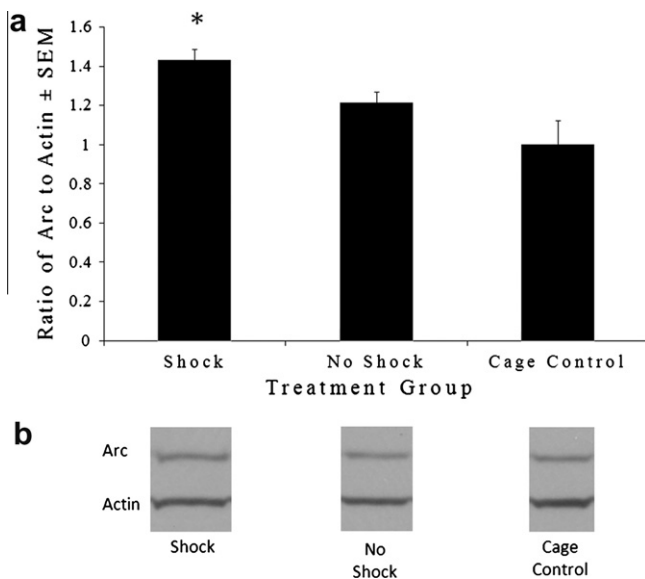 a
*
Ratio of Arc to Actin ± SEM
1.6
1.4
1.2
1
0.8
0.6
0.4
0.2
0
Shock No Shock Cage Control
Treatment Group
b
Arc
Actin
Shock No Cage
Shock Control